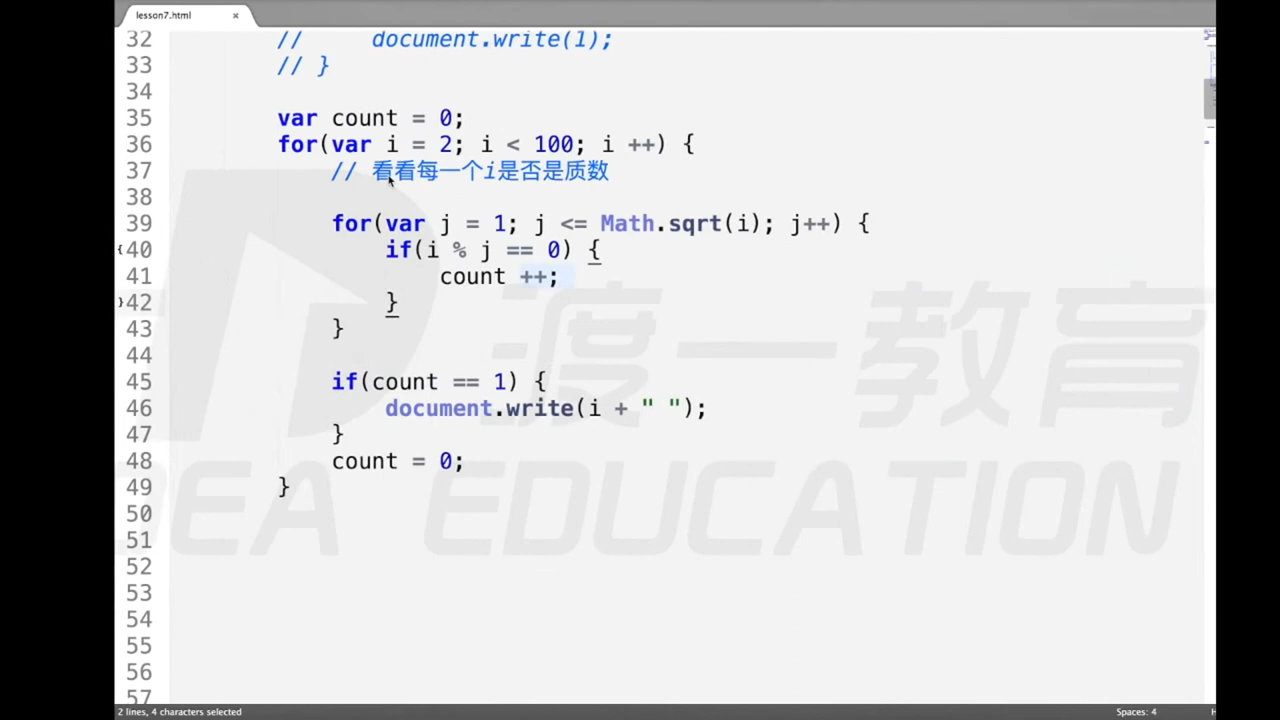 lesson7.html ×
32 //     document.write(1);
33 // }
34
35 var count = 0;
36 for(var i = 2; i < 100; i ++) {
37 // 看看每一个i是否是质数
38
39 for(var j = 1; j <= Math.sqrt(i); j++) {
40 if(i % j == 0) {
41 count ++;
42 }
43 }
44
45 if(count == 1) {
46 document.write(i + " ");
47 }
48 count = 0;
49 }
50
51
52
53
54
55
56
57
渡一教育
DEA EDUCATION
2 lines, 4 characters selected
Spaces: 4